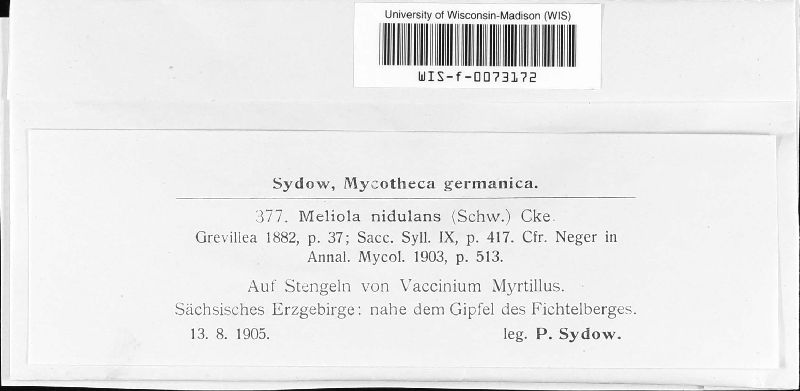 University of Wisconsin-Madison (WIS)
WIS-f-0073172
Sydow, Mycotheca germanica.
377. Meliola nidulans (Schw.) Cke.
Grevillea 1882, p. 37; Sacc. Syll. IX, p. 417. Cfr. Neger in
Annal. Mycol. 1903, p. 513.
Auf Stengeln von Vaccinium Myrtillus.
Sächsisches Erzgebirge: nahe dem Gipfel des Fichtelberges.
13. 8. 1905. leg. P. Sydow.